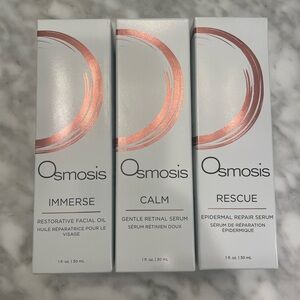 Osmosis
IMMERSE
RESTORATIVE FACIAL OIL
HUILE RÉPARATRICE POUR LE
VISAGE
1 fl oz. | 30 mL
Osmosis
CALM
GENTLE RETINAL SERUM
SÉRUM RÉTINIEN DOUX
1 fl oz. | 30 mL
Osmosis
RESCUE
EPIDERMAL REPAIR SERUM
SÉRUM DE RÉPARATION
ÉPIDERMIQUE
1 fl oz. | 30 mL